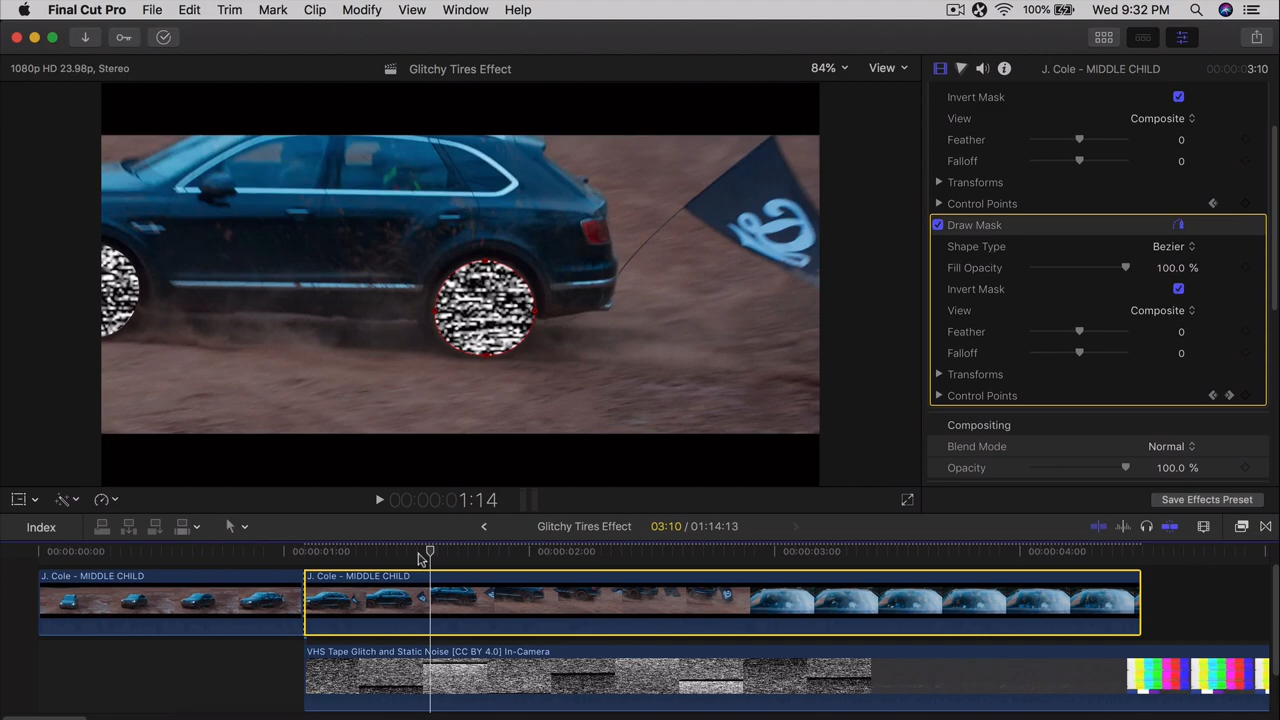 Final Cut Pro File Edit Trim Mark Clip Modify View Window Help 100% Wed 9:32 PM
1080p HD 23.98p, Stereo Glitchy Tires Effect 84% View J. Cole - MIDDLE CHILD 00:00:03:10
Invert Mask
View Composite
Feather 0
Falloff 0
Transforms
Control Points
Draw Mask
Shape Type Bezier
Fill Opacity 100.0 %
Invert Mask
View Composite
Feather 0
Falloff 0
Transforms
Control Points
Compositing
Blend Mode Normal
Opacity 100.0 %
00:00:01:14 Save Effects Preset
Index Glitchy Tires Effect 03:10 / 01:14:13
00:00:00:00 00:00:01:00 00:00:02:00 00:00:03:00 00:00:04:00
J. Cole - MIDDLE CHILD J. Cole - MIDDLE CHILD
VHS Tape Glitch and Static Noise [CC BY 4.0] In-Camera